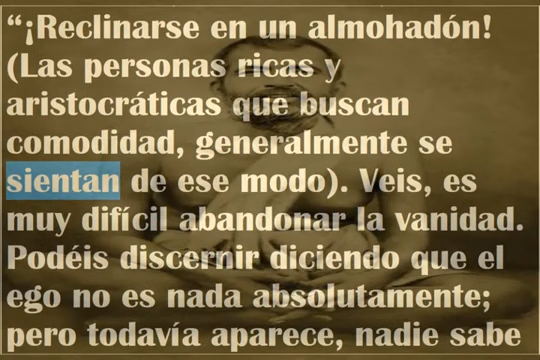 “¡Reclinarse en un almohadón!
(Las personas ricas y
aristocráticas que buscan
comodidad, generalmente se
sientan de ese modo). Veis, es
muy difícil abandonar la vanidad.
Podéis discernir diciendo que el
ego no es nada absolutamente;
pero todavía aparece, nadie sabe